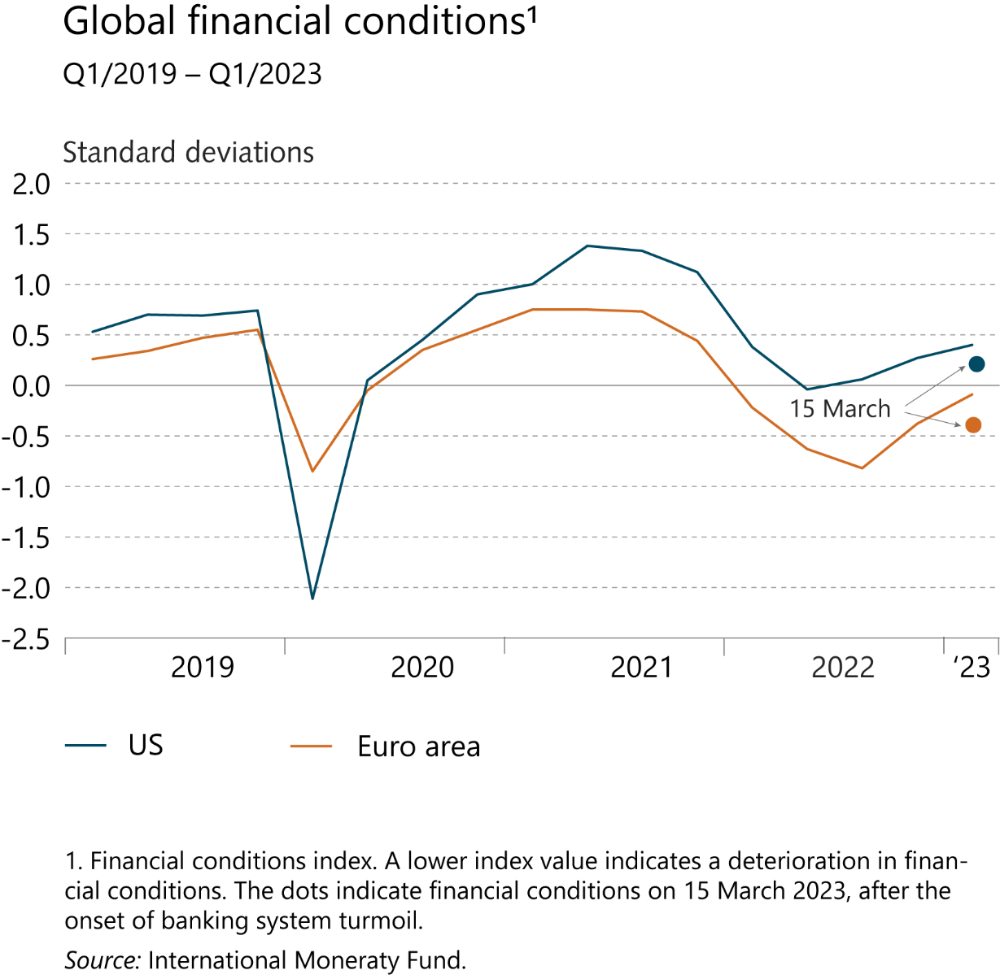 Global financial conditions¹
Q1/2019 – Q1/2023
Standard deviations
2.0
1.5
1.0
0.5
0.0
-0.5
-1.0
-1.5
-2.0
-2.5
15 March
2019 2020 2021 2022 ‘23
US Euro area
1. Financial conditions index. A lower index value indicates a deterioration in finan-
cial conditions. The dots indicate financial conditions on 15 March 2023, after the
onset of banking system turmoil.
Source: International Moneraty Fund.